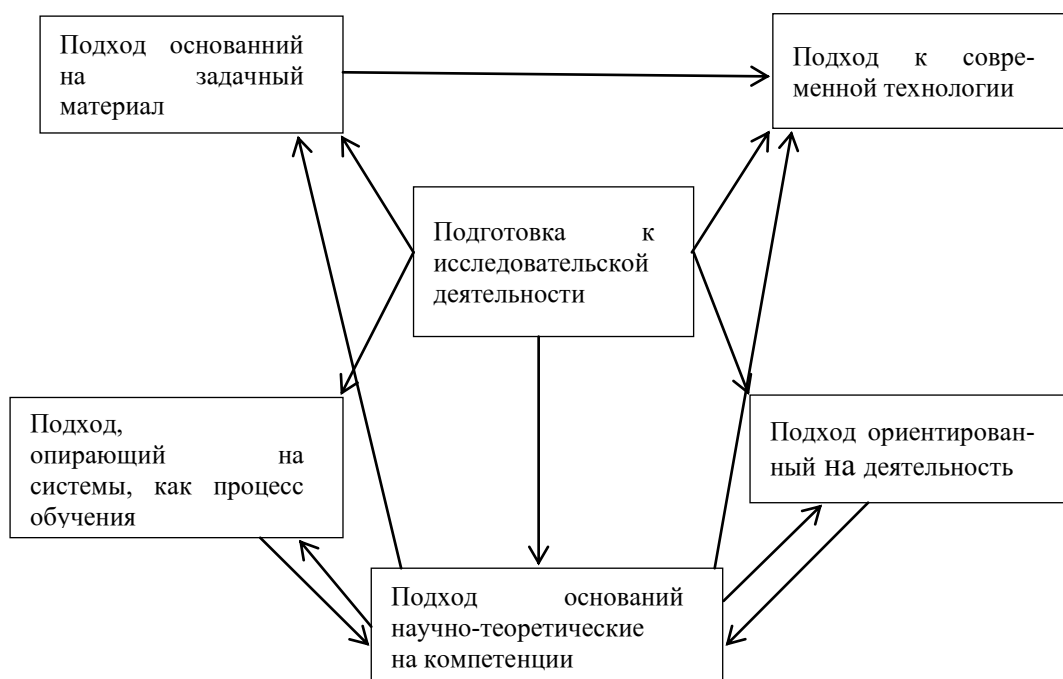 Подход основанний
на задачный
материал
Подход к совре-
менной технологии
Подготовка к
исследовательской
деятельности
Подход,
опирающий на
системы, как процесс
обучения
Подход ориентирован-
ный на деятельность
Подход оснований
научно-теоретические
на компетенции